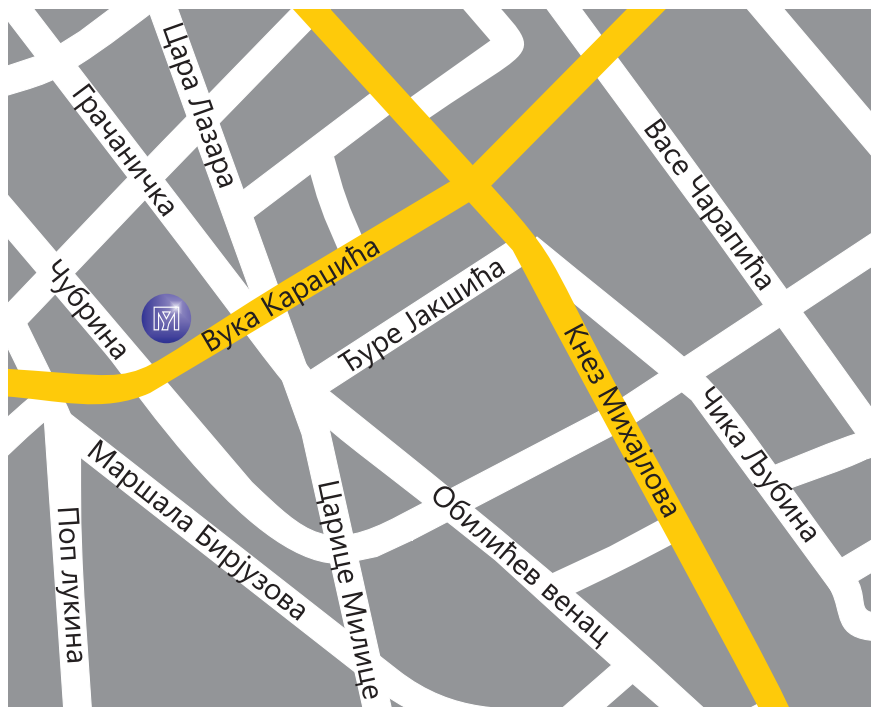 Цара Лазара
Грачаничка
Васе Чарапића
Чубрина
Вука Караџића
Ђуре Јакшића
Кнез Михајлова
Чика Љубина
Маршала Бирјузова
Царице Милице
Обилићев венац
Поп лукина